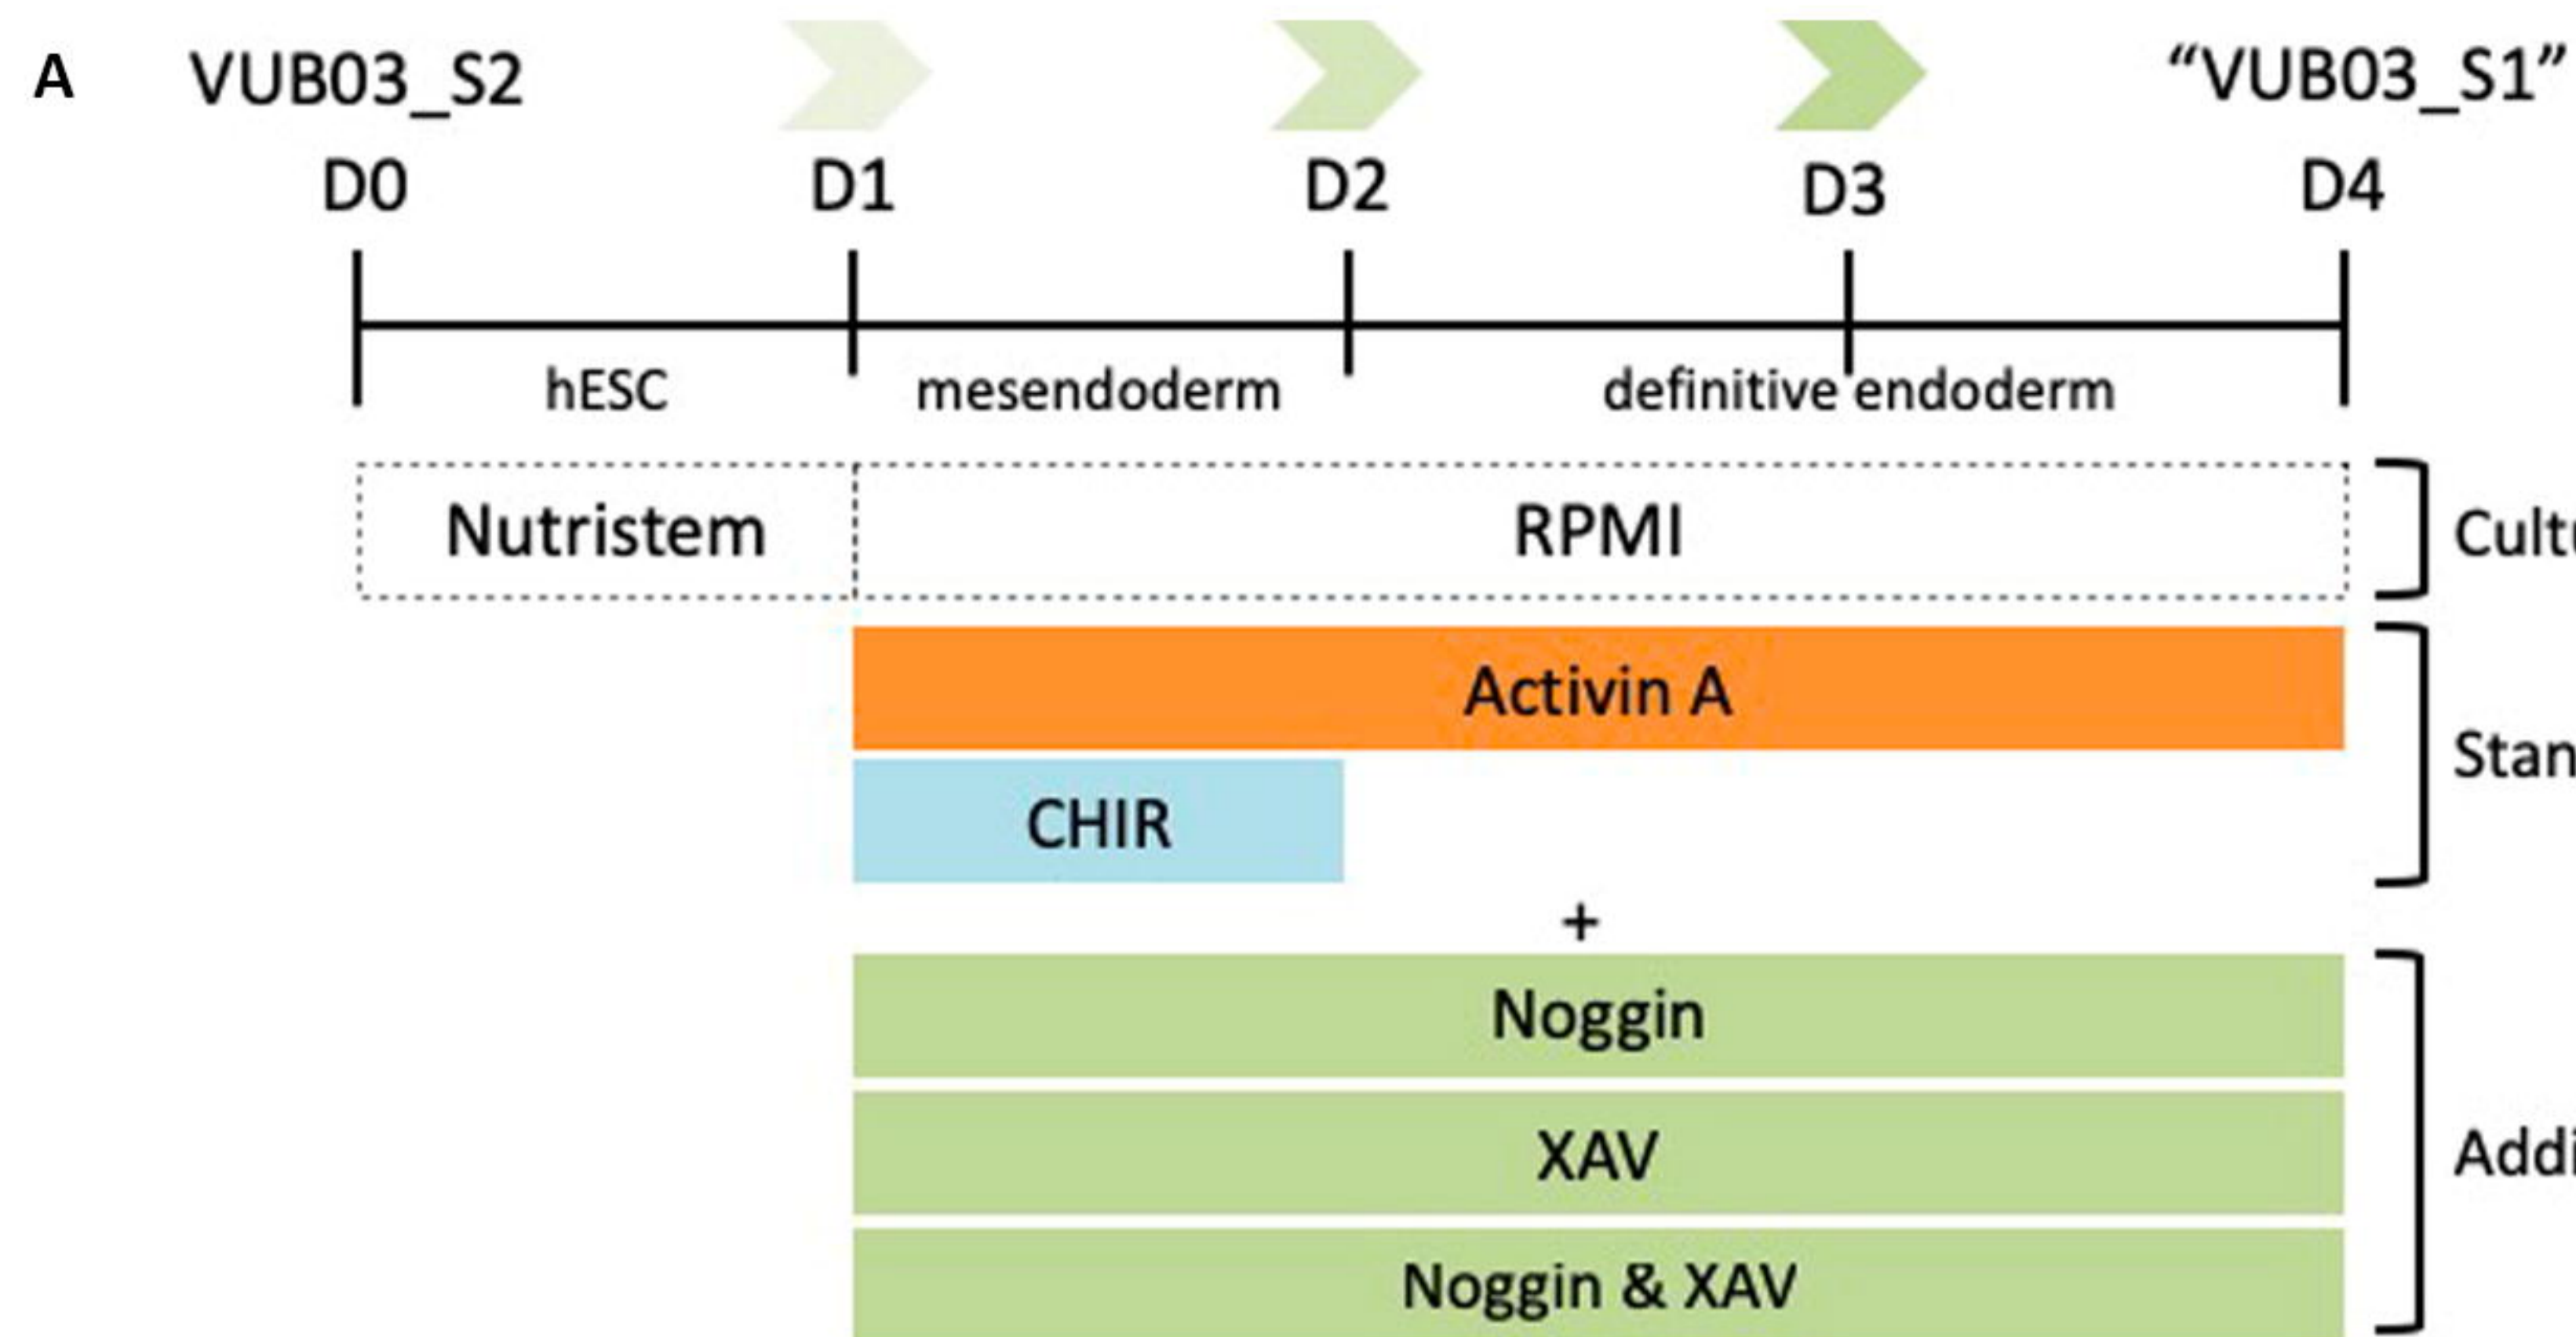 A
VUB03_S2
“VUB03_S1”
D0 D1 D2 D3 D4
hESC mesendoderm definitive endoderm
Nutristem RPMI
Activin A
CHIR
+
Noggin
XAV
Noggin & XAV